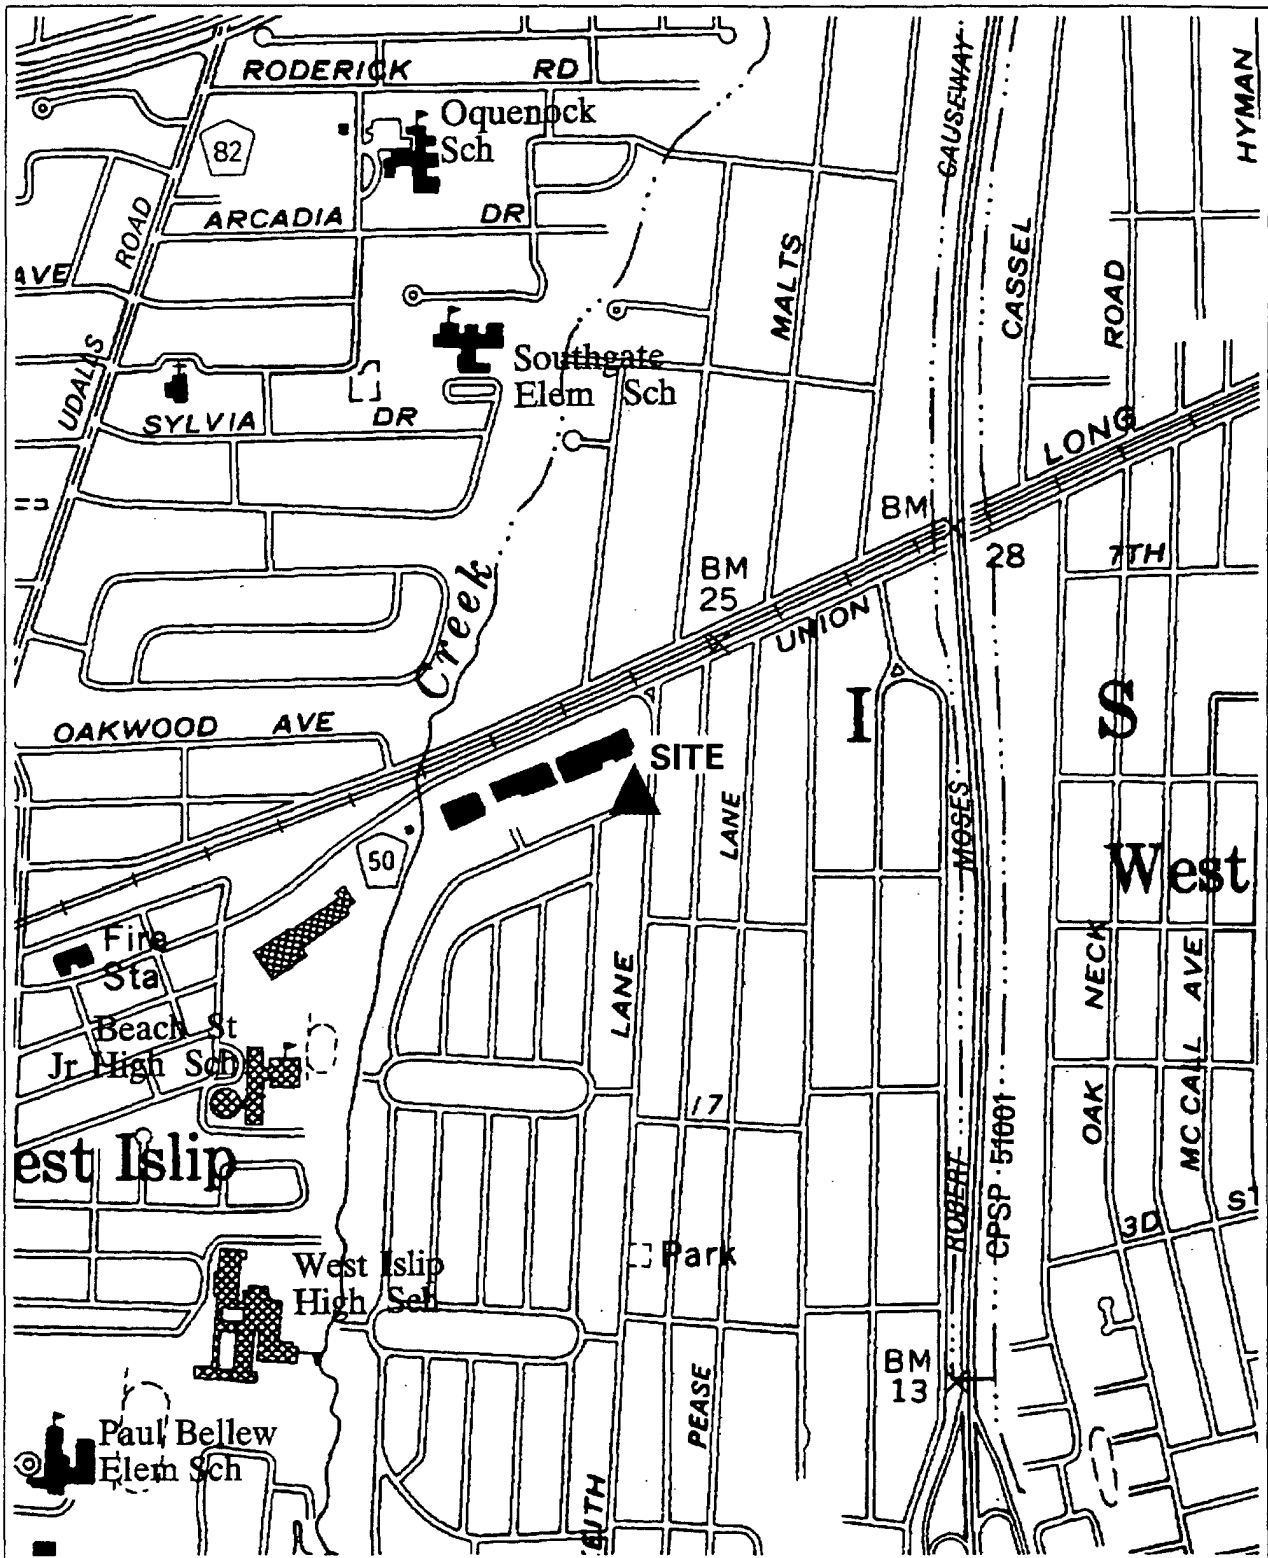 RODERICK RD
CAUSEWAY
HYMAN
Oquenock
Sch
82
ROAD
ARCADIA DR
AVE
MALTS
CASSEL
ROAD
UDALLS
Southgate
Elem Sch
SYLVIA DR
LONG
BM
28
7TH
BM
25
UNION
Creek
I S
OAKWOOD AVE
SITE
LANE
MOSES
50
West
Fire
Sta
LANE
NECK
AVE
Beach St
Jr High Sch
17
OAK
MC CALL
CPSP 51001
est Islip
ROBERT
3D ST
West Islip
High Sch
Park
BM
13
PEASE
Paul Bellew
Elem Sch